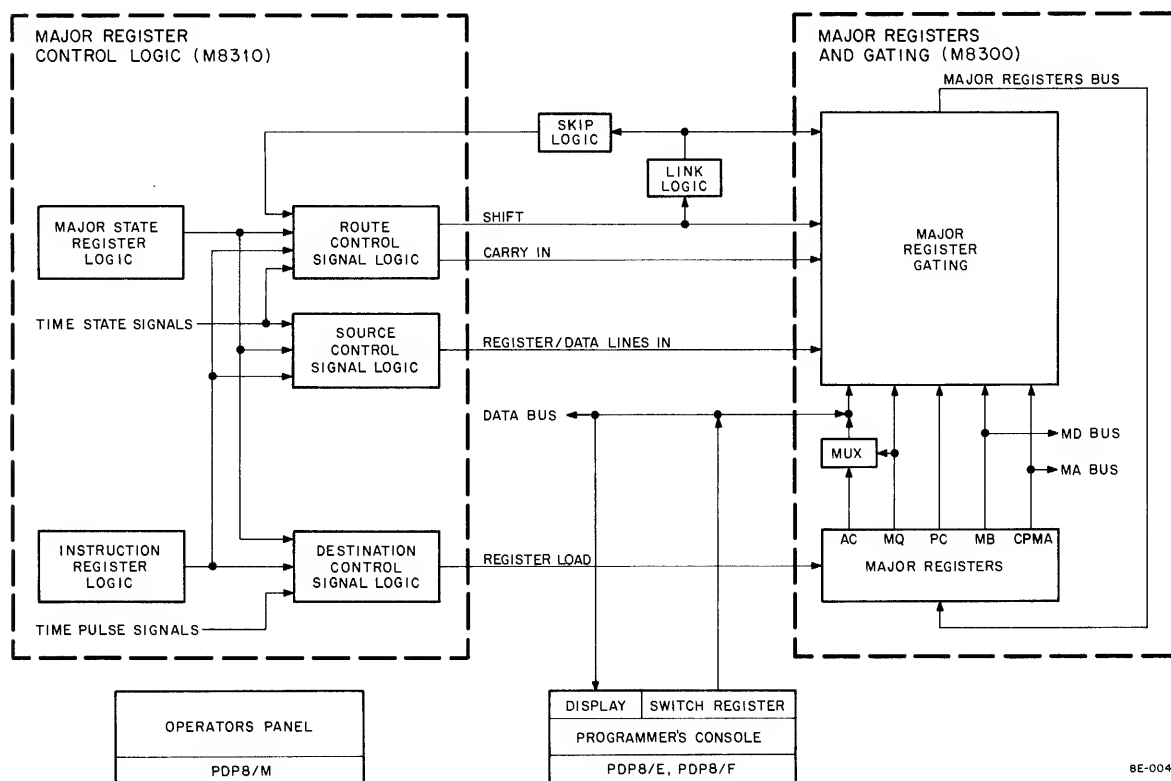 MAJOR REGISTER
CONTROL LOGIC (M8310)
MAJOR REGISTERS
AND GATING (M8300)
MAJOR REGISTERS BUS
SKIP
LOGIC
LINK
LOGIC
MAJOR STATE
REGISTER
LOGIC
ROUTE
CONTROL
SIGNAL LOGIC
SHIFT
CARRY IN
MAJOR
REGISTER
GATING
TIME STATE SIGNALS
SOURCE
CONTROL
SIGNAL LOGIC
REGISTER/DATA LINES IN
DATA BUS
MUX
MD BUS
MA BUS
INSTRUCTION
REGISTER
LOGIC
DESTINATION
CONTROL
SIGNAL LOGIC
REGISTER LOAD
AC MQ PC MB CPMA
MAJOR REGISTERS
TIME PULSE SIGNALS
OPERATORS PANEL
PDP8/M
DISPLAY SWITCH REGISTER
PROGRAMMER'S CONSOLE
PDP8/E, PDP8/F
8E-004